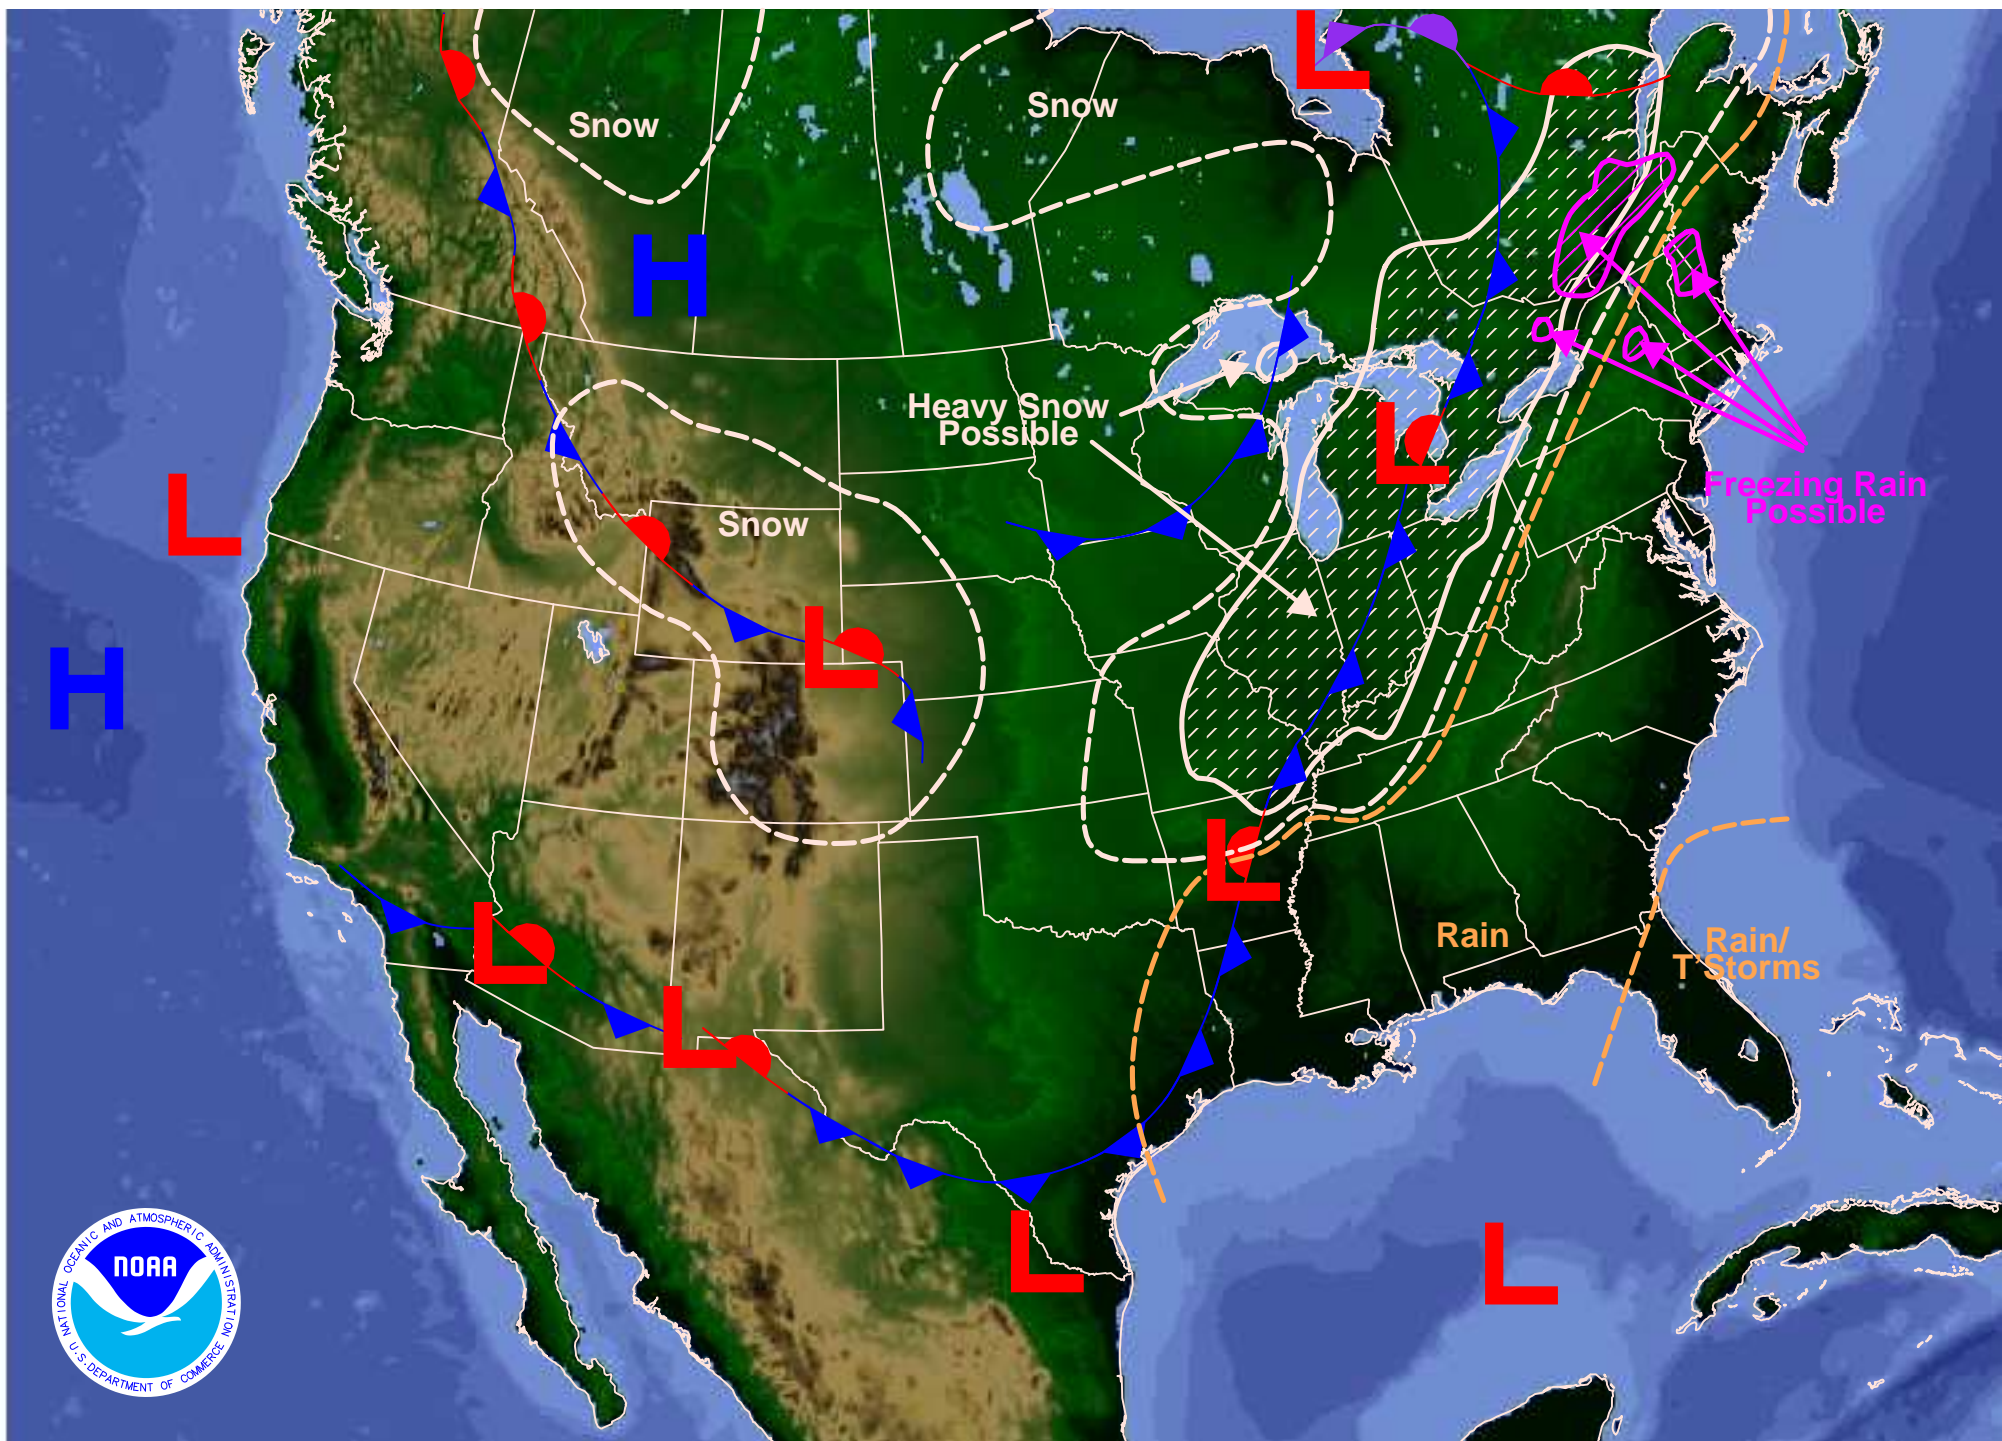 L
Snow
Snow
H
Heavy Snow
Possible
L
Freezing Rain
Possible
L
Snow
L
H
L
L
Rain
Rain/
T'Storms
L
L
L
L
NATIONAL OCEANIC AND ATMOSPHERIC ADMINISTRATION
NOAA
U.S. DEPARTMENT OF COMMERCE